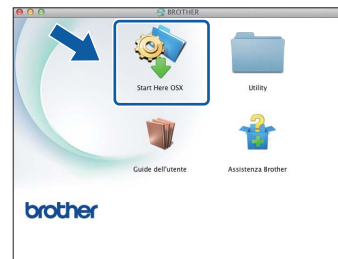 BROTHER
Start Here OSX
Utility
Guide dell'utente
Assistenza Brother
brother